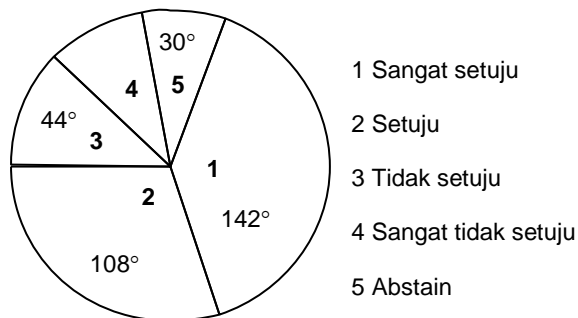 30°
4
5
44°
3
1
2
142°
108°
1 Sangat setuju
2 Setuju
3 Tidak setuju
4 Sangat tidak setuju
5 Abstain